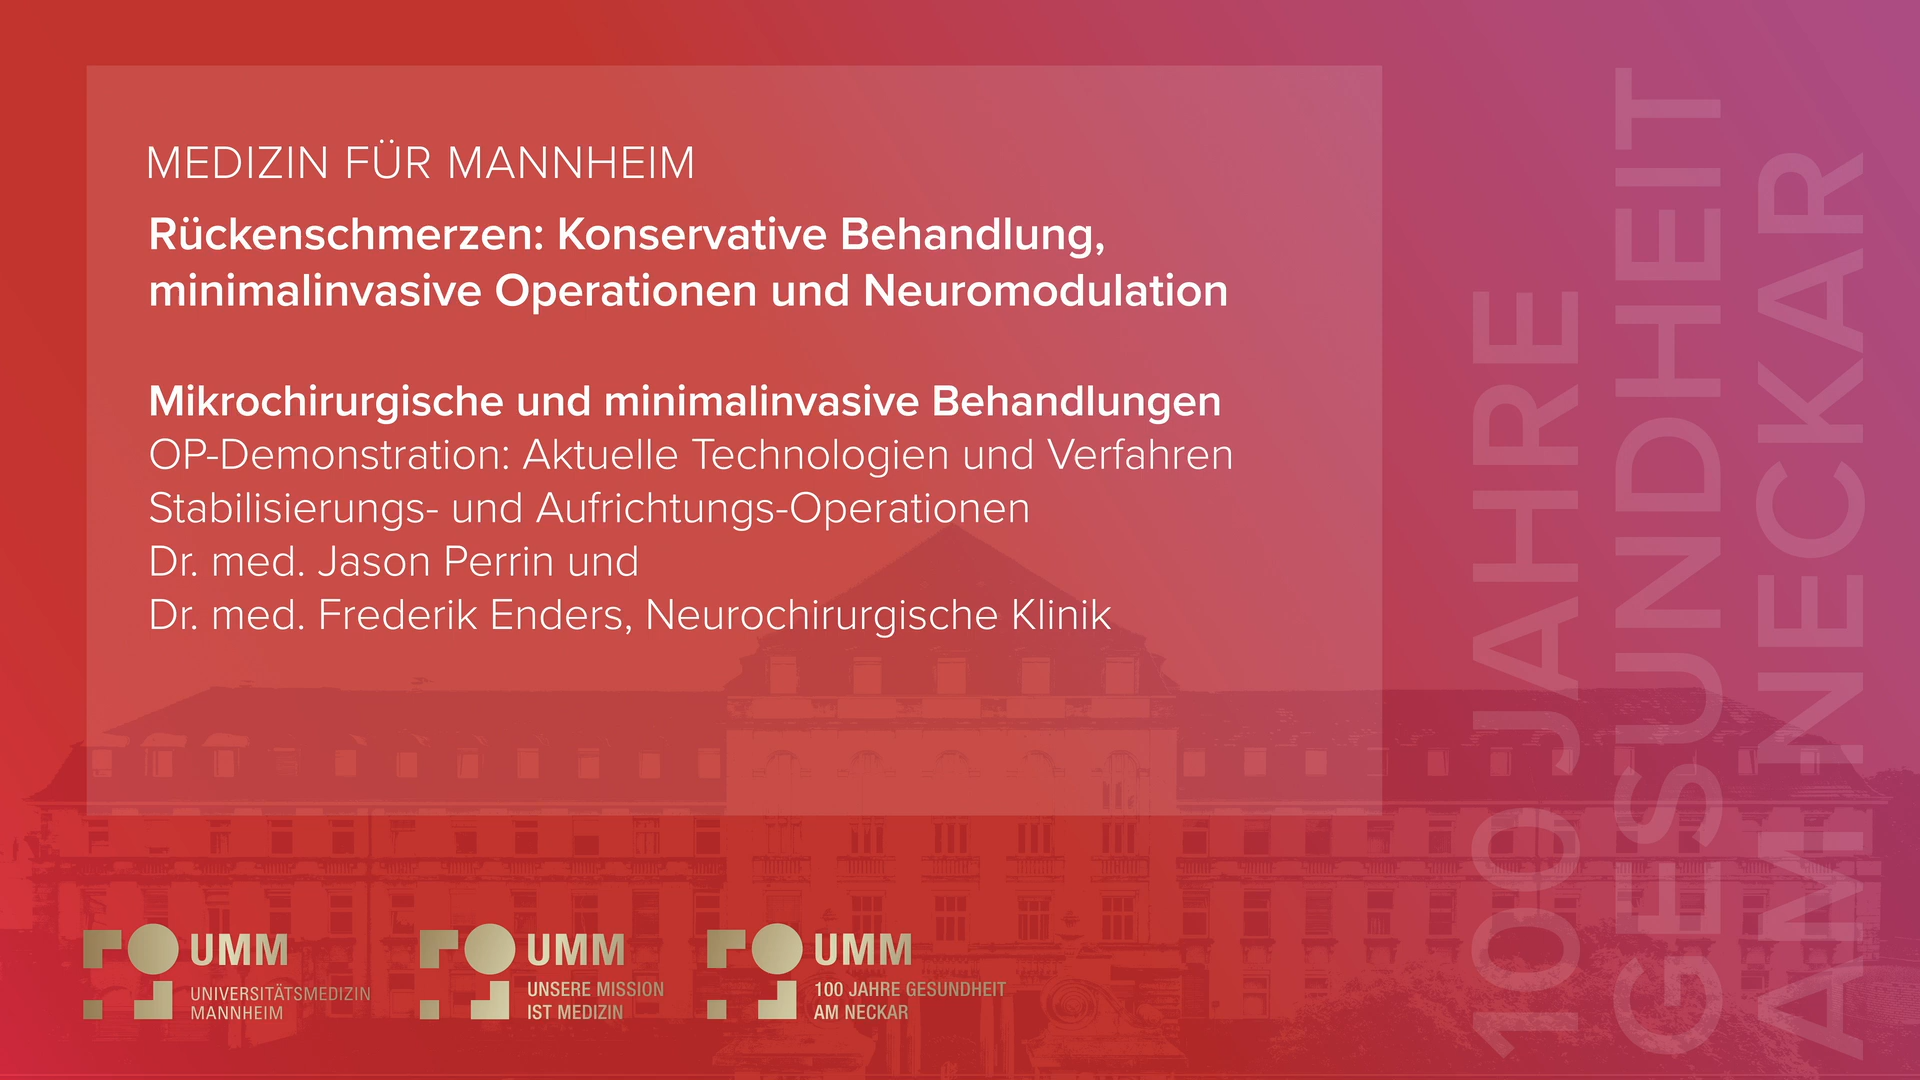 MEDIZIN FÜR MANNHEIM
Rückenschmerzen: Konservative Behandlung,
minimalinvasive Operationen und Neuromodulation
Mikrochirurgische und minimalinvasive Behandlungen
OP-Demonstration: Aktuelle Technologien und Verfahren
Stabilisierungs- und Aufrichtungs-Operationen
Dr. med. Jason Perrin und
Dr. med. Frederik Enders, Neurochirurgische Klinik
100 JAHRE
GESUNDHEIT
AM NECKAR
UMM
UNIVERSITÄTSMEDIZIN
MANNHEIM
UMM
UNSERE MISSION
IST MEDIZIN
UMM
100 JAHRE GESUNDHEIT
AM NECKAR